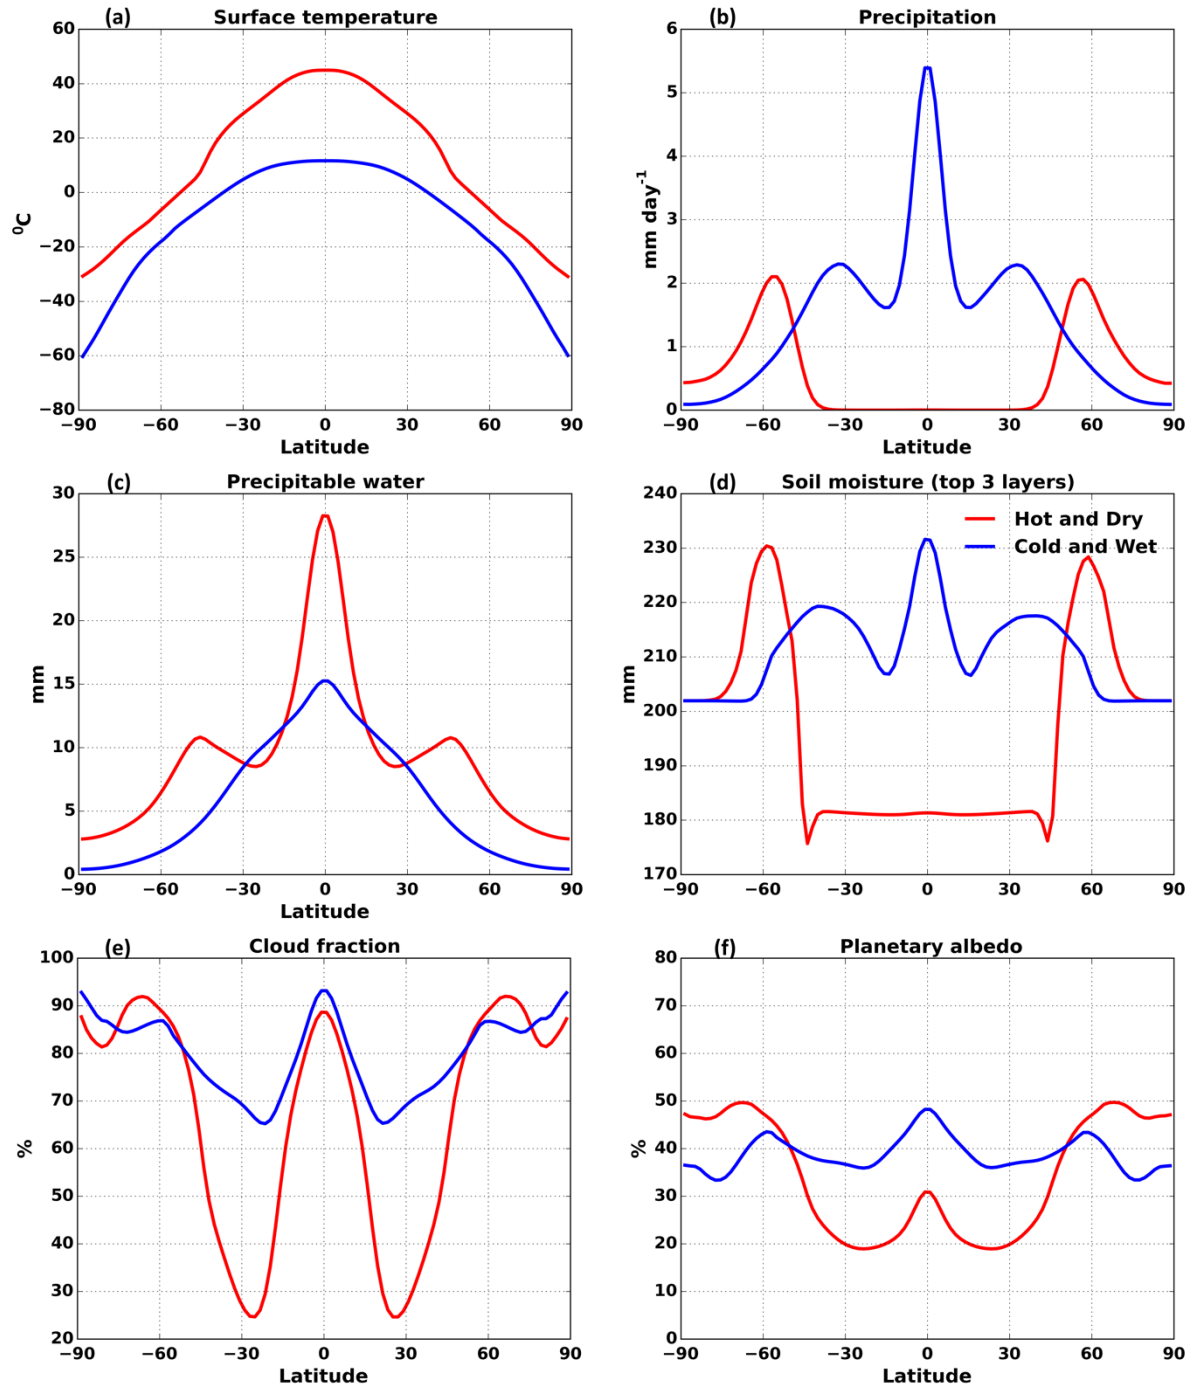 (a) Surface temperature
60
40
20
0
−20
−40
−60
−80
⁰C
−90 −60 −30 0 30 60 90
Latitude
(b) Precipitation
6
5
4
3
2
1
0
mm day⁻¹
−90 −60 −30 0 30 60 90
Latitude
(c) Precipitable water
30
25
20
15
10
5
0
mm
−90 −60 −30 0 30 60 90
Latitude
(d) Soil moisture (top 3 layers)
240
230
220
210
200
190
180
170
mm
Hot and Dry
Cold and Wet
−90 −60 −30 0 30 60 90
Latitude
(e) Cloud fraction
100
90
80
70
60
50
40
30
20
%
−90 −60 −30 0 30 60 90
Latitude
(f) Planetary albedo
80
70
60
50
40
30
20
10
0
%
−90 −60 −30 0 30 60 90
Latitude